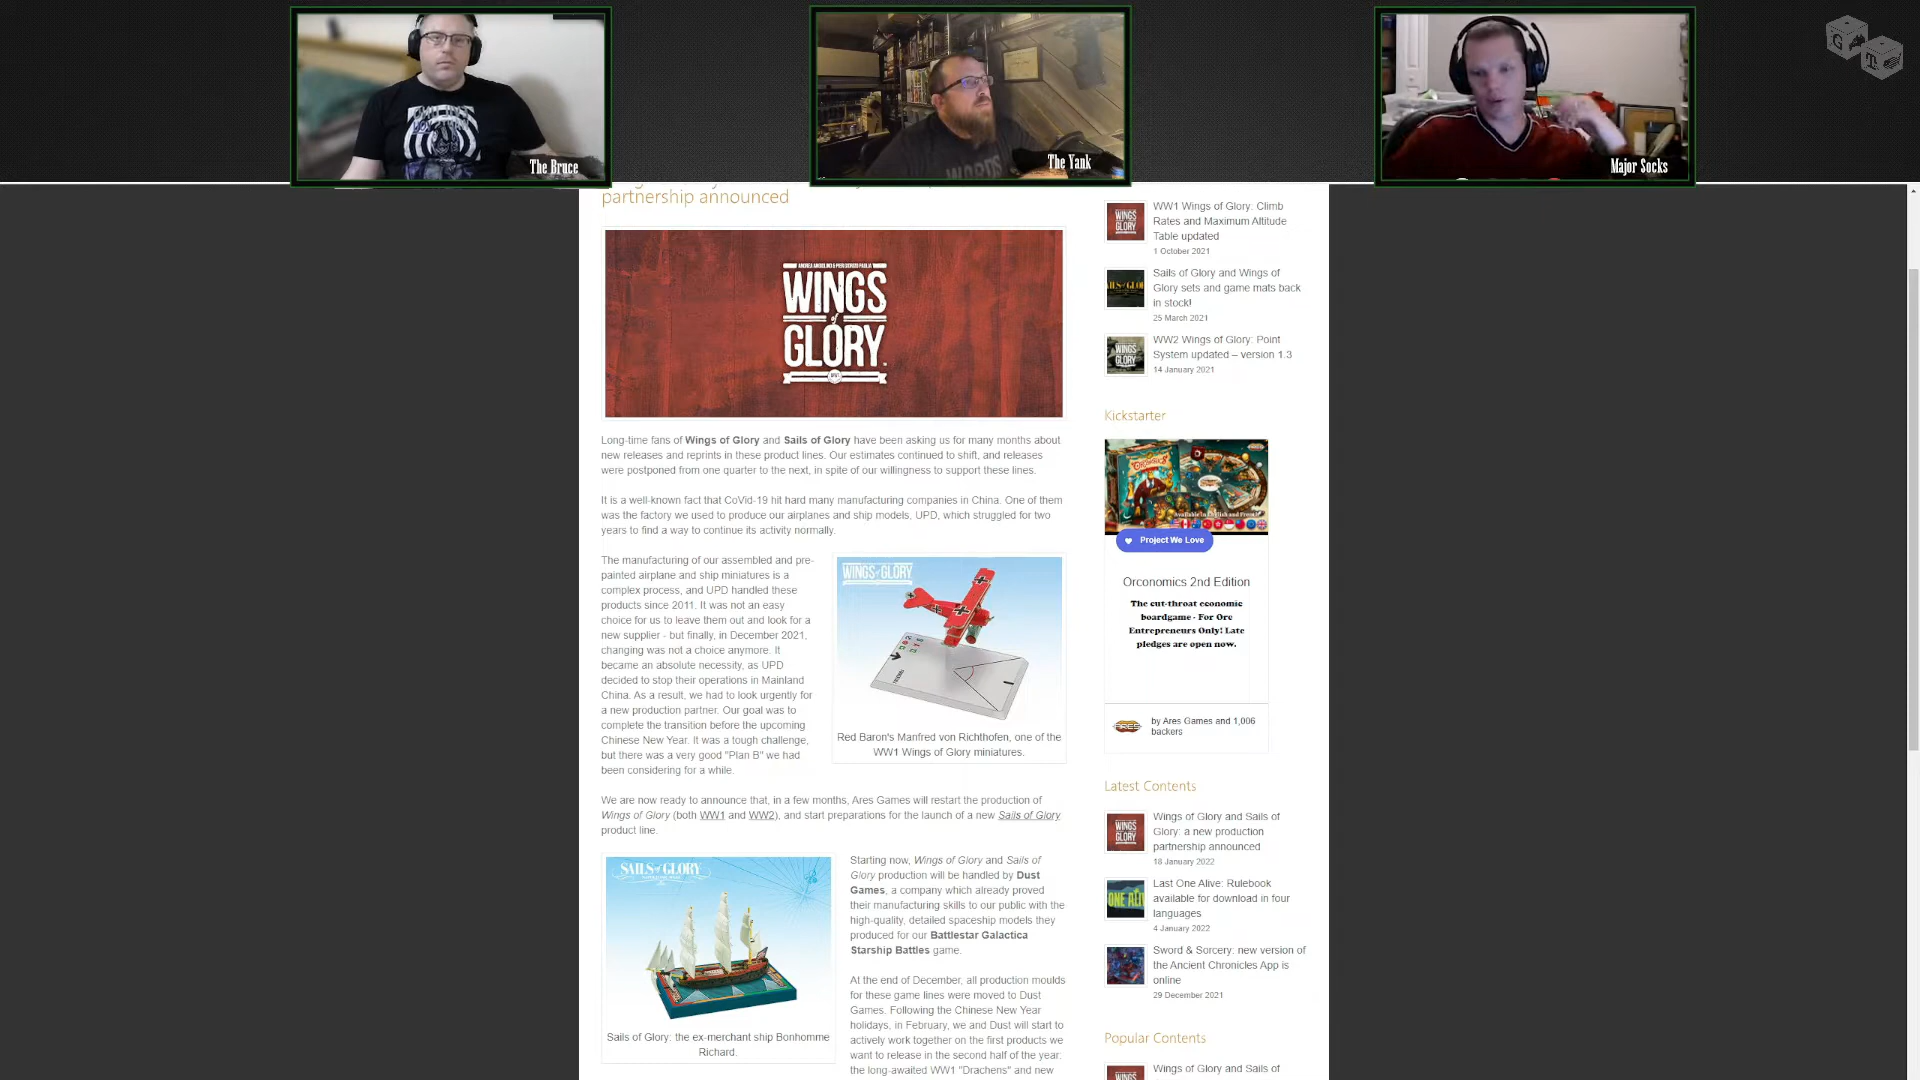 The Bruce
The Yank
Major Socks
partnership announced
WINGS
of
GLORY
Long-time fans of Wings of Glory and Sails of Glory have been asking us for many months about
new releases and reprints in these product lines. Our estimates continued to shift, and releases
were postponed from one quarter to the next, in spite of our willingness to support these lines.
It is a well-known fact that CoVid-19 hit hard many manufacturing companies in China. One of them
was the factory we used to produce our airplanes and ship models, UPD, which struggled for two
years to find a way to continue its activity normally.
The manufacturing of our assembled and pre-
painted airplane and ship miniatures is a
complex process, and UPD handled these
products since 2011. It was not an easy
choice for us to leave them out and look for a
new supplier - but finally, in December 2021,
changing was not a choice anymore. It
became an absolute necessity, as UPD
decided to stop their operations in Mainland
China. As a result, we had to look urgently for
a new production partner. Our goal was to
complete the transition before the upcoming
Chinese New Year. It was a tough challenge,
but there was a very good "Plan B" we had
been considering for a while.
WINGS of GLORY
Red Baron's Manfred von Richthofen, one of the
WW1 Wings of Glory miniatures.
We are now ready to announce that, in a few months, Ares Games will restart the production of
Wings of Glory (both WW1 and WW2), and start preparations for the launch of a new Sails of Glory
product line.
SAILS of GLORY
Sails of Glory: the ex-merchant ship Bonhomme
Richard.
Starting now, Wings of Glory and Sails of
Glory production will be handled by Dust
Games, a company which already proved
their manufacturing skills to our public with the
high-quality, detailed spaceship models they
produced for our Battlestar Galactica
Starship Battles game.
At the end of December, all production moulds
for these game lines were moved to Dust
Games. Following the Chinese New Year
holidays, in February, we and Dust will start to
actively work together on the first products we
want to release in the second half of the year:
the long-awaited WW1 "Drachens" and new
WW1 Wings of Glory: Climb
Rates and Maximum Altitude
Table updated
1 October 2021
Sails of Glory and Wings of
Glory sets and game mats back
in stock!
25 March 2021
WW2 Wings of Glory: Point
System updated – version 1.3
14 January 2021
Kickstarter
Project We Love
Orconomics 2nd Edition
The cut-throat economic
boardgame - For Orc
Entrepreneurs Only! Late
pledges are open now.
by Ares Games and 1,006
backers
Latest Contents
Wings of Glory and Sails of
Glory: a new production
partnership announced
18 January 2022
Last One Alive: Rulebook
available for download in four
languages
4 January 2022
Sword & Sorcery: new version of
the Ancient Chronicles App is
online
29 December 2021
Popular Contents
Wings of Glory and Sails of